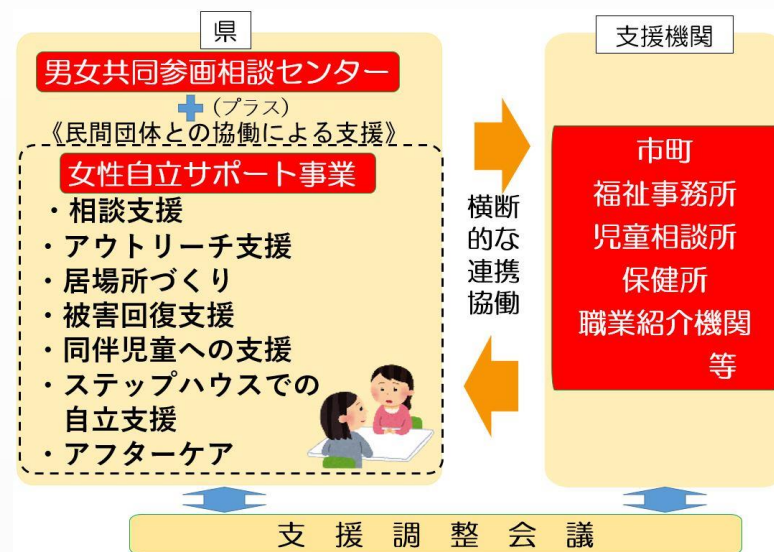 県
男女共同参画相談センター
(プラス)
《民間団体との協働による支援》
女性自立サポート事業
・相談支援
・アウトリーチ支援
・居場所づくり
・被害回復支援
・同伴児童への支援
・ステップハウスでの
自立支援
・アフターケア
横断
的な
連携
協働
支援機関
市町
福祉事務所
児童相談所
保健所
職業紹介機関
等
支援調整会議